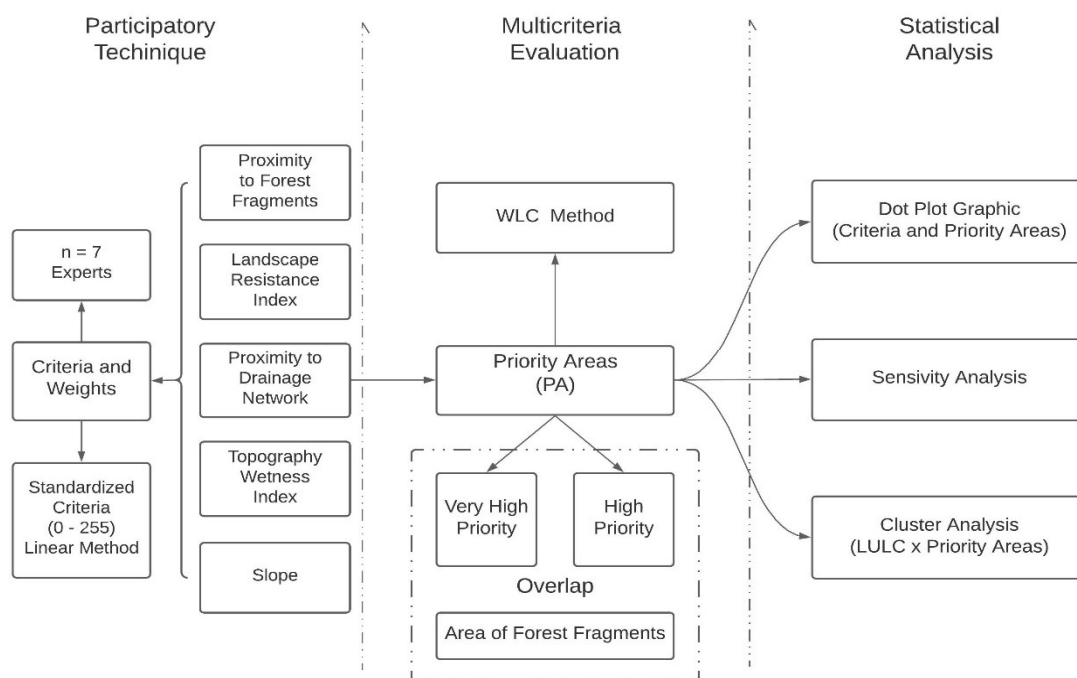 Participatory
Techinique
Multicriteria
Evaluation
Statistical
Analysis
Proximity
to Forest
Fragments
n = 7
Experts
Landscape
Resistance
Index
Criteria and
Weights
Proximity to
Drainage
Network
Standardized
Criteria
(0 - 255)
Linear Method
Topography
Wetness
Index
Slope
WLC Method
Priority Areas
(PA)
Very High
Priority
High
Priority
Overlap
Area of Forest Fragments
Dot Plot Graphic
(Criteria and Priority Areas)
Sensivity Analysis
Cluster Analysis
(LULC x Priority Areas)